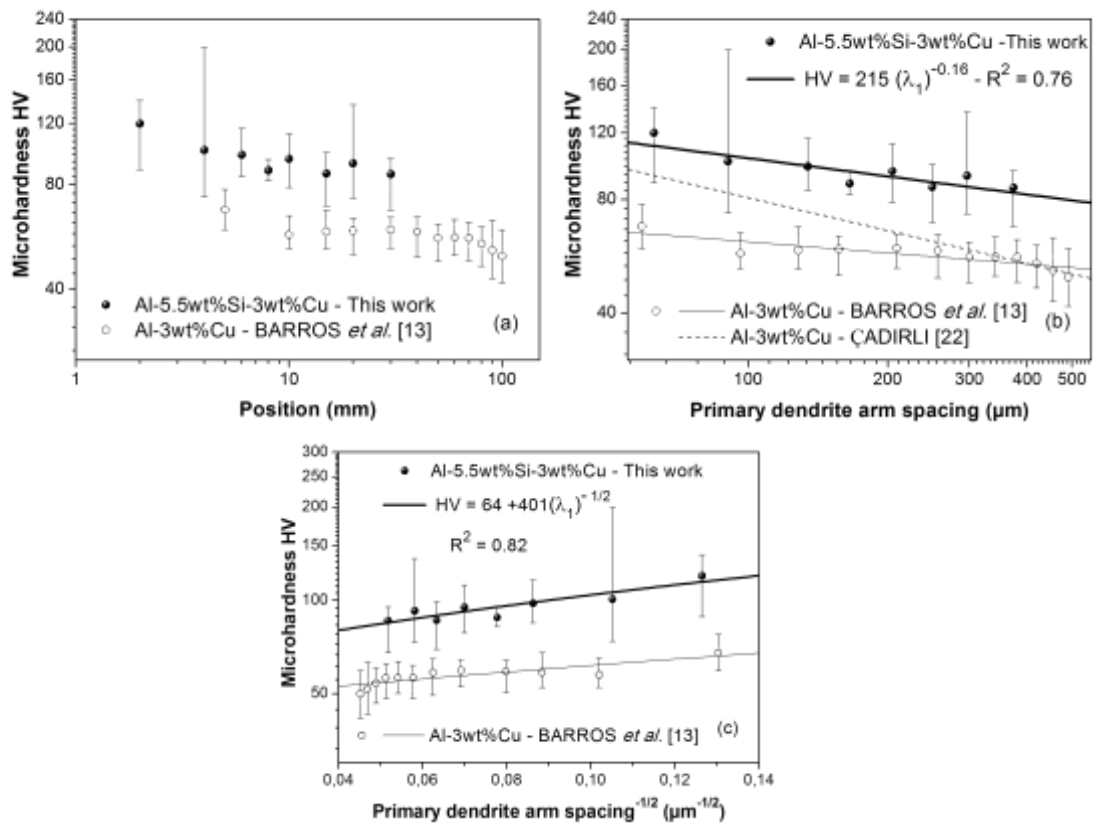 240
200
160
120
80
40
Microhardness HV
Al-5.5wt%Si-3wt%Cu - This work
Al-3wt%Cu - BARROS et al. [13]
(a)
1
10
100
Position (mm)
240
200
160
120
80
40
Microhardness HV
Al-5.5wt%Si-3wt%Cu -This work
HV = 215 (λ₁)⁻⁰·¹⁶ - R² = 0.76
Al-3wt%Cu - BARROS et al. [13]
(b)
Al-3wt%Cu - ÇADIRLI [22]
100
200
300
400
500
Primary dendrite arm spacing (µm)
300
250
200
150
100
50
Microhardness HV
Al-5.5wt%Si-3wt%Cu - This work
HV = 64 +401(λ₁)⁻ ¹/²
R² = 0.82
Al-3wt%Cu - BARROS et al. [13]
(c)
0,04
0,06
0,08
0,10
0,12
0,14
Primary dendrite arm spacing⁻¹/² (µm⁻¹/²)